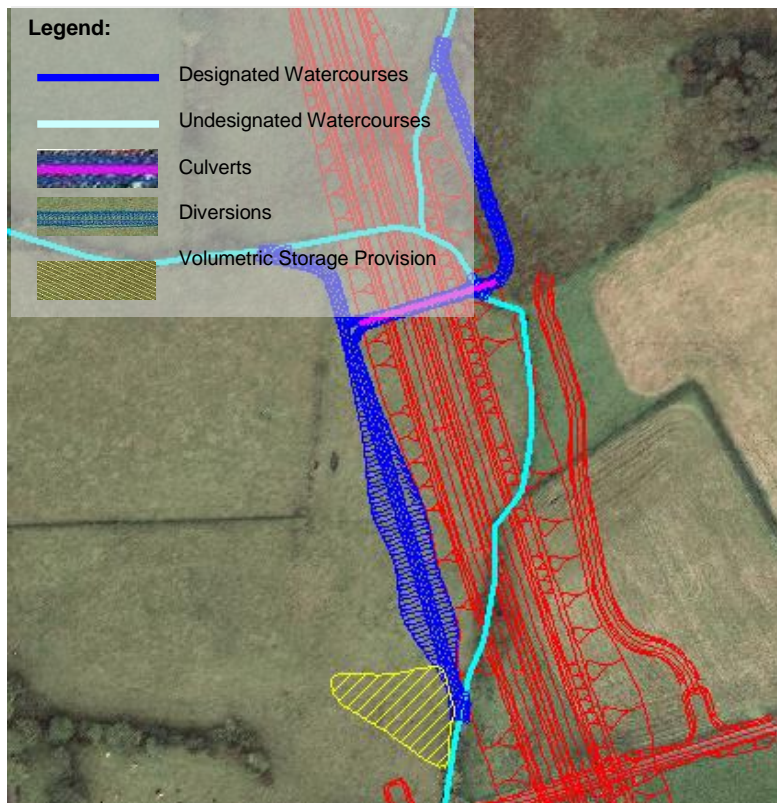 Legend:
Designated Watercourses
Undesignated Watercourses
Culverts
Diversions
Volumetric Storage Provision